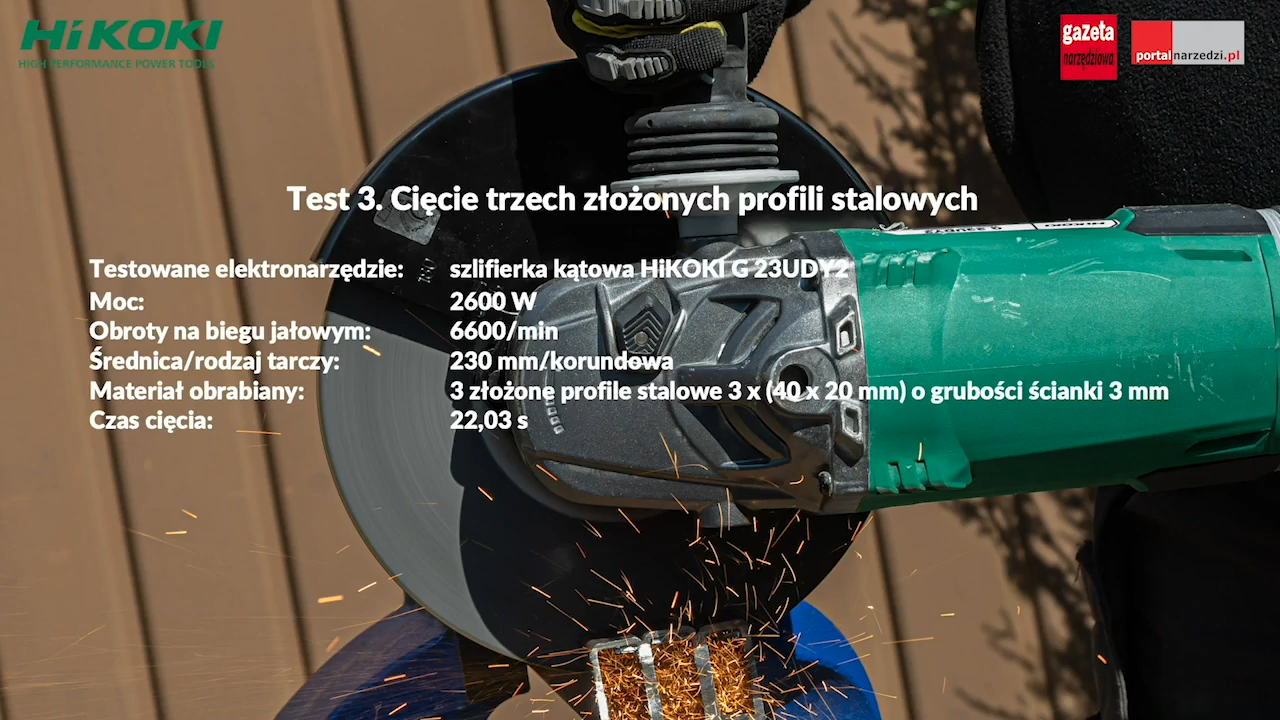 HiKOKI
HIGH PERFORMANCE POWER TOOLS
gazeta
narzędziowa
portalnarzedzi.pl
Test 3. Cięcie trzech złożonych profili stalowych
Testowane elektronarzędzie: szlifierka kątowa HiKOKI G 23UDY2
Moc: 2600 W
Obroty na biegu jałowym: 6600/min
Średnica/rodzaj tarczy: 230 mm/korundowa
Materiał obrabiany: 3 złożone profile stalowe 3 x (40 x 20 mm) o grubości ścianki 3 mm
Czas cięcia: 22,03 s
HiKOKI